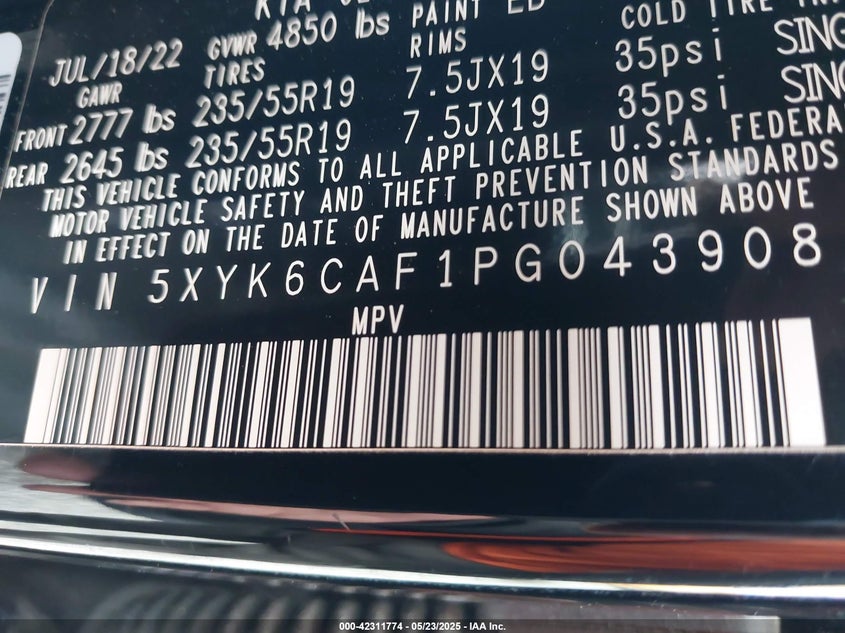 KIA
JUL/18/22 GVWR 4850 lbs PAINT
GAWR TIRES RIMS COLD TIRE
FRONT 2777 lbs 235/55R19 7.5JX19 35psi SING
REAR 2645 lbs 235/55R19 7.5JX19 35psi SING
THIS VEHICLE CONFORMS TO ALL APPLICABLE U.S.A. FEDERA
MOTOR VEHICLE SAFETY AND THEFT PREVENTION STANDARDS
IN EFFECT ON THE DATE OF MANUFACTURE SHOWN ABOVE
VIN 5XYK6CAF1PG043908
MPV
000-42311774 - 05/23/2025 - IAA Inc.